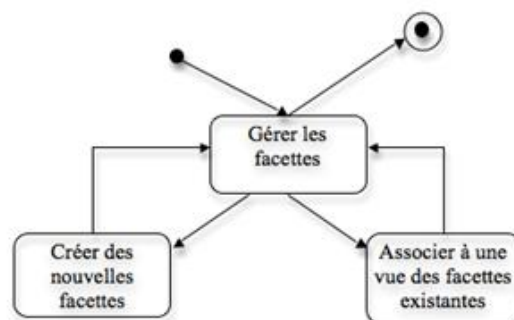 Gérer les
facettes
Créer des
nouvelles
facettes
Associer à une
vue des facettes
existantes